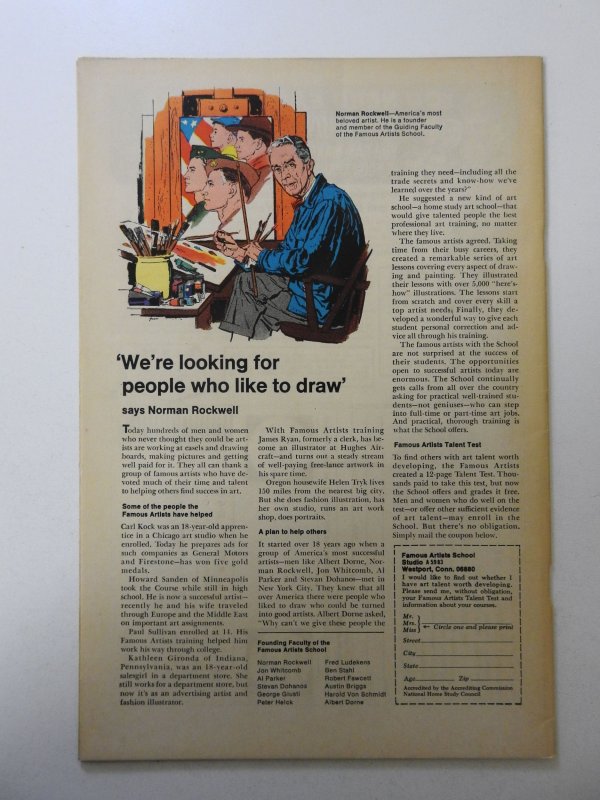 Norman Rockwell—America's most
beloved artist. He is a founder
and member of the Guiding Faculty
of the Famous Artists School.
'We're looking for
people who like to draw'
says Norman Rockwell
Today hundreds of men and women
who never thought they could be art-
ists are working at easels and drawing
boards, making pictures and getting
well paid for it. They all can thank a
group of famous artists who have de-
voted much of their time and talent
to helping others find success in art.
Some of the people the
Famous Artists have helped
Carl Kock was an 18-year-old appren-
tice in a Chicago art studio when he
enrolled. Today he prepares ads for
such companies as General Motors
and Firestone—has won five gold
medals.
Howard Sanden of Minneapolis
took the Course while still in high
school. He is now a successful artist—
recently he and his wife traveled
through Europe and the Middle East
on important art assignments.
Paul Sullivan enrolled at 14. His
Famous Artists training helped him
work his way through college.
Kathleen Gironda of Indiana,
Pennsylvania, was an 18-year-old
salesgirl in a department store. She
still works for a department store, but
now it's as an advertising artist and
fashion illustrator.
With Famous Artists training
James Ryan, formerly a clerk, has be-
come an illustrator at Hughes Air-
craft—and turns out a steady stream
of well-paying free-lance artwork in
his spare time.
Oregon housewife Helen Tryk lives
150 miles from the nearest big city.
But she does fashion illustration, has
her own studio, runs an art work
shop, does portraits.
A plan to help others
It started over 18 years ago when a
group of America's most successful
artists—men like Albert Dorne, Nor-
man Rockwell, Jon Whitcomb, Al
Parker and Stevan Dohanos—met in
New York City. They knew that all
over America there were people who
liked to draw who could be turned
into good artists. Albert Dorne asked,
"Why can't we give these people the
Founding Faculty of the
Famous Artists School
Norman Rockwell
Jon Whitcomb
Al Parker
Stevan Dohanos
George Giusti
Peter Helck
Fred Ludekens
Ben Stahl
Robert Fawcett
Austin Briggs
Harold Von Schmidt
Albert Dorne
training they need—including all the
trade secrets and know-how we've
learned over the years?"
He suggested a new kind of art
school—a home study art school—that
would give talented people the best
professional art training, no matter
where they live.
The famous artists agreed. Taking
time from their busy careers, they
created a remarkable series of art
lessons covering every aspect of draw-
ing and painting. They illustrated
their lessons with over 5,000 "here's-
how" illustrations. The lessons start
from scratch and cover every skill a
top artist needs. Finally, they de-
veloped a wonderful way to give each
student personal correction and ad-
vice all through his training.
The famous artists with the School
are not surprised at the success of
their students. The opportunities
open to successful artists today are
enormous. The School continually
gets calls from all over the country
asking for practical well-trained stu-
dents—not geniuses—who can step
into full-time or part-time art jobs.
And practical, thorough training is
what the School offers.
Famous Artists Talent Test
To find others with art talent worth
developing, the Famous Artists
created a 12-page Talent Test. Thou-
sands paid to take this test, but now
the School offers and grades it free.
Men and women who do well on the
test—or offer other sufficient evidence
of art talent—may enroll in the
School. But there's no obligation.
Simply mail the coupon below.
Famous Artists School
Studio
Westport, Conn. 06880
I would like to find out whether I
have art talent worth developing.
Please send me, without obligation,
your Famous Artists Talent Test and
information about your courses.
Mr.
Mrs.
Miss
← Circle one and please print
Street
City
State
Age Zip
Accredited by the Accrediting Commission
National Home Study Council